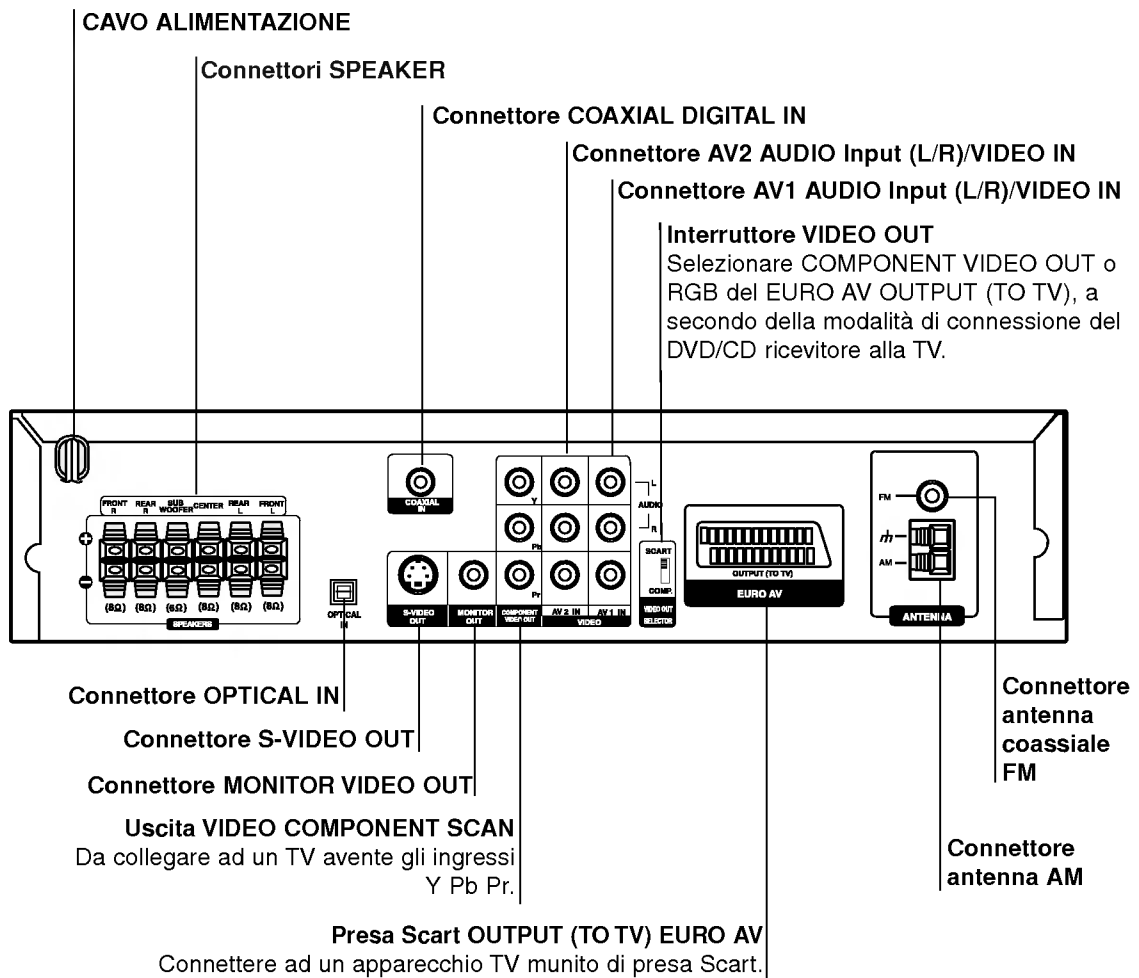 CAVO ALIMENTAZIONE
Connettori SPEAKER
Connettore COAXIAL DIGITAL IN
Connettore AV2 AUDIO Input (L/R)/VIDEO IN
Connettore AV1 AUDIO Input (L/R)/VIDEO IN
Interruttore VIDEO OUT
Selezionare COMPONENT VIDEO OUT o
RGB del EURO AV OUTPUT (TO TV), a
secondo della modalità di connessione del
DVD/CD ricevitore alla TV.
FRONT R
REAR R
SUB WOOFER
CENTER
REAR L
FRONT L
(8Ω) (8Ω) (6Ω) (8Ω) (8Ω) (8Ω)
SPEAKERS
OPTICAL IN
COAXIAL IN
Y
Pb
Pr
L
AUDIO
R
S-VIDEO OUT
MONITOR OUT
COMPONENT VIDEO OUT
AV 2 IN
AV 1 IN
VIDEO
SCART
COMP.
VIDEO OUT SELECTOR
OUTPUT (TO TV)
EURO AV
FM
AM
ANTENNA
Connettore OPTICAL IN
Connettore S-VIDEO OUT
Connettore MONITOR VIDEO OUT
Uscita VIDEO COMPONENT SCAN
Da collegare ad un TV avente gli ingressi
Y Pb Pr.
Presa Scart OUTPUT (TO TV) EURO AV
Connettere ad un apparecchio TV munito di presa Scart.
Connettore
antenna
coassiale
FM
Connettore
antenna AM